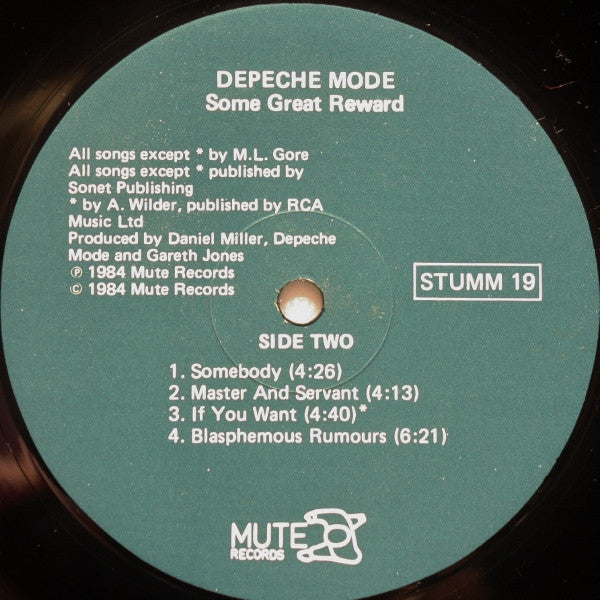 DEPECHE MODE
Some Great Reward
All songs except * by M.L. Gore
All songs except * published by
Sonet Publishing
* by A. Wilder, published by RCA
Music Ltd
Produced by Daniel Miller, Depeche
Mode and Gareth Jones
℗ 1984 Mute Records
© 1984 Mute Records
STUMM 19
SIDE TWO
1. Somebody (4:26)
2. Master And Servant (4:13)
3. If You Want (4:40)*
4. Blasphemous Rumours (6:21)
MUTE
RECORDS